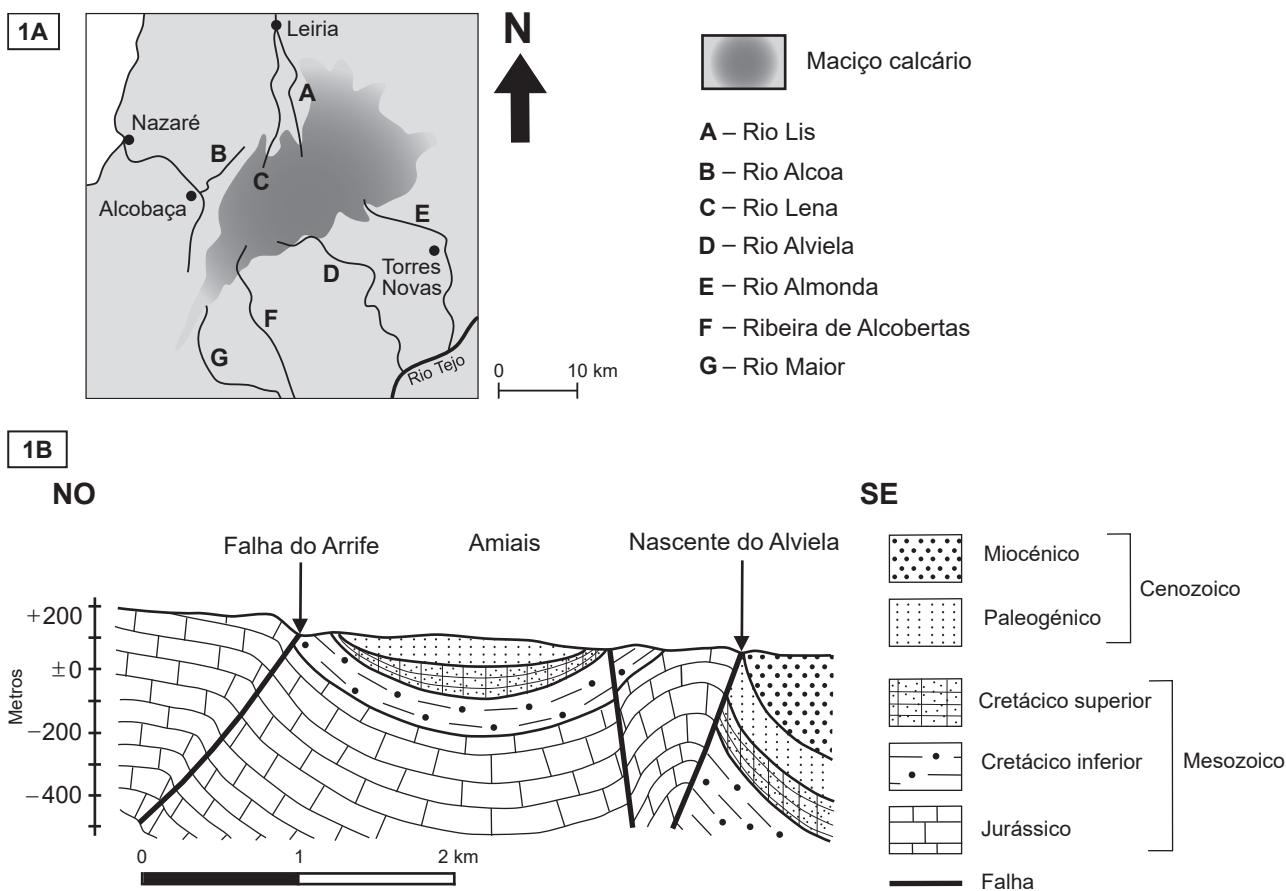 1A
Leiria
A
Nazaré
B
C
Alcobaça
E
D
Torres
Novas
F
G
Rio Tejo
N
0 10 km
Maciço calcário
A – Rio Lis
B – Rio Alcoa
C – Rio Lena
D – Rio Alviela
E – Rio Almonda
F – Ribeira de Alcobertas
G – Rio Maior
1B
NO
SE
Falha do Arrife
Amiais
Nascente do Alviela
Metros
+200
±0
−200
−400
0 1 2 km
Miocénico
Paleogénico
Cenozoico
Cretácico superior
Cretácico inferior
Mesozoico
Jurássico
Falha